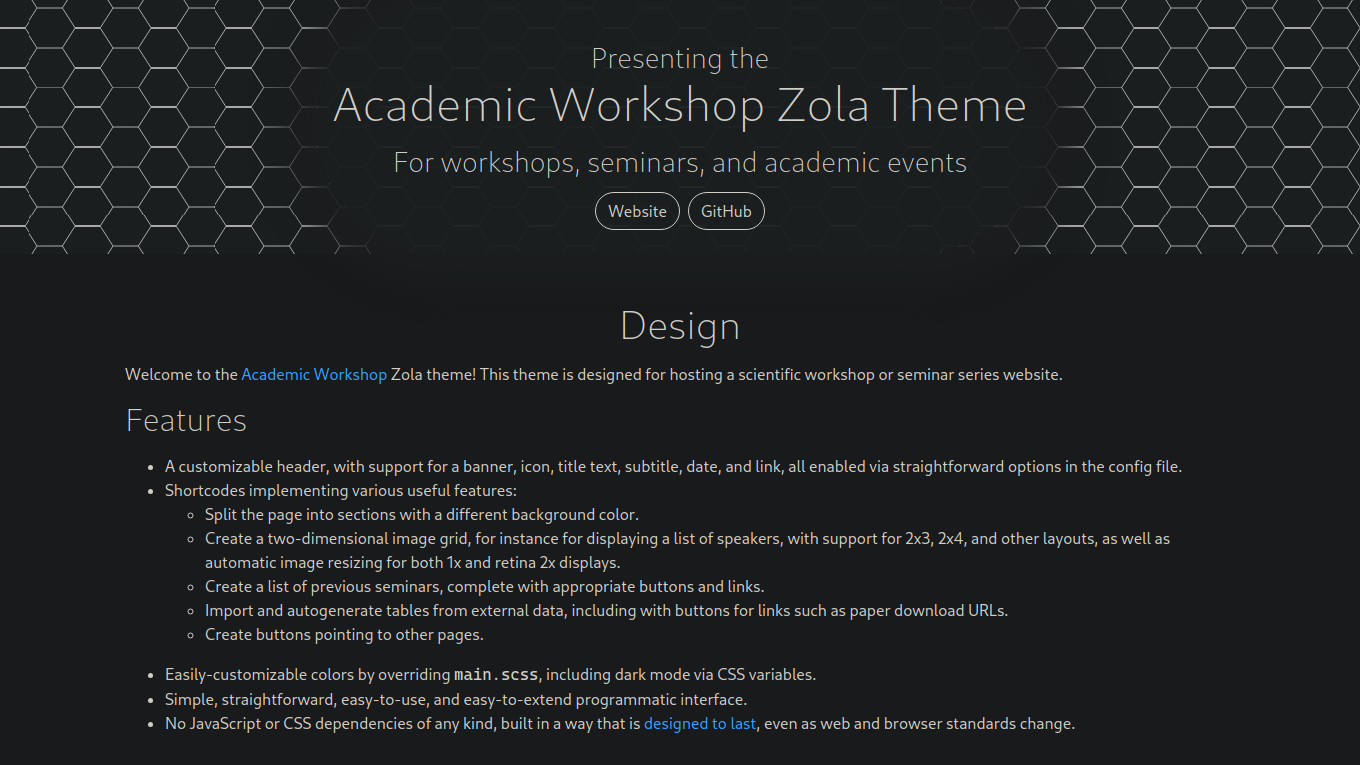 Presenting the
Academic Workshop Zola Theme
For workshops, seminars, and academic events
Website GitHub
Design
Welcome to the Academic Workshop Zola theme! This theme is designed for hosting a scientific workshop or seminar series website.
Features
• A customizable header, with support for a banner, icon, title text, subtitle, date, and link, all enabled via straightforward options in the config file.
• Shortcodes implementing various useful features:
◦ Split the page into sections with a different background color.
◦ Create a two-dimensional image grid, for instance for displaying a list of speakers, with support for 2x3, 2x4, and other layouts, as well as
automatic image resizing for both 1x and retina 2x displays.
◦ Create a list of previous seminars, complete with appropriate buttons and links.
◦ Import and autogenerate tables from external data, including with buttons for links such as paper download URLs.
◦ Create buttons pointing to other pages.
• Easily-customizable colors by overriding main.scss, including dark mode via CSS variables.
• Simple, straightforward, easy-to-use, and easy-to-extend programmatic interface.
• No JavaScript or CSS dependencies of any kind, built in a way that is designed to last, even as web and browser standards change.